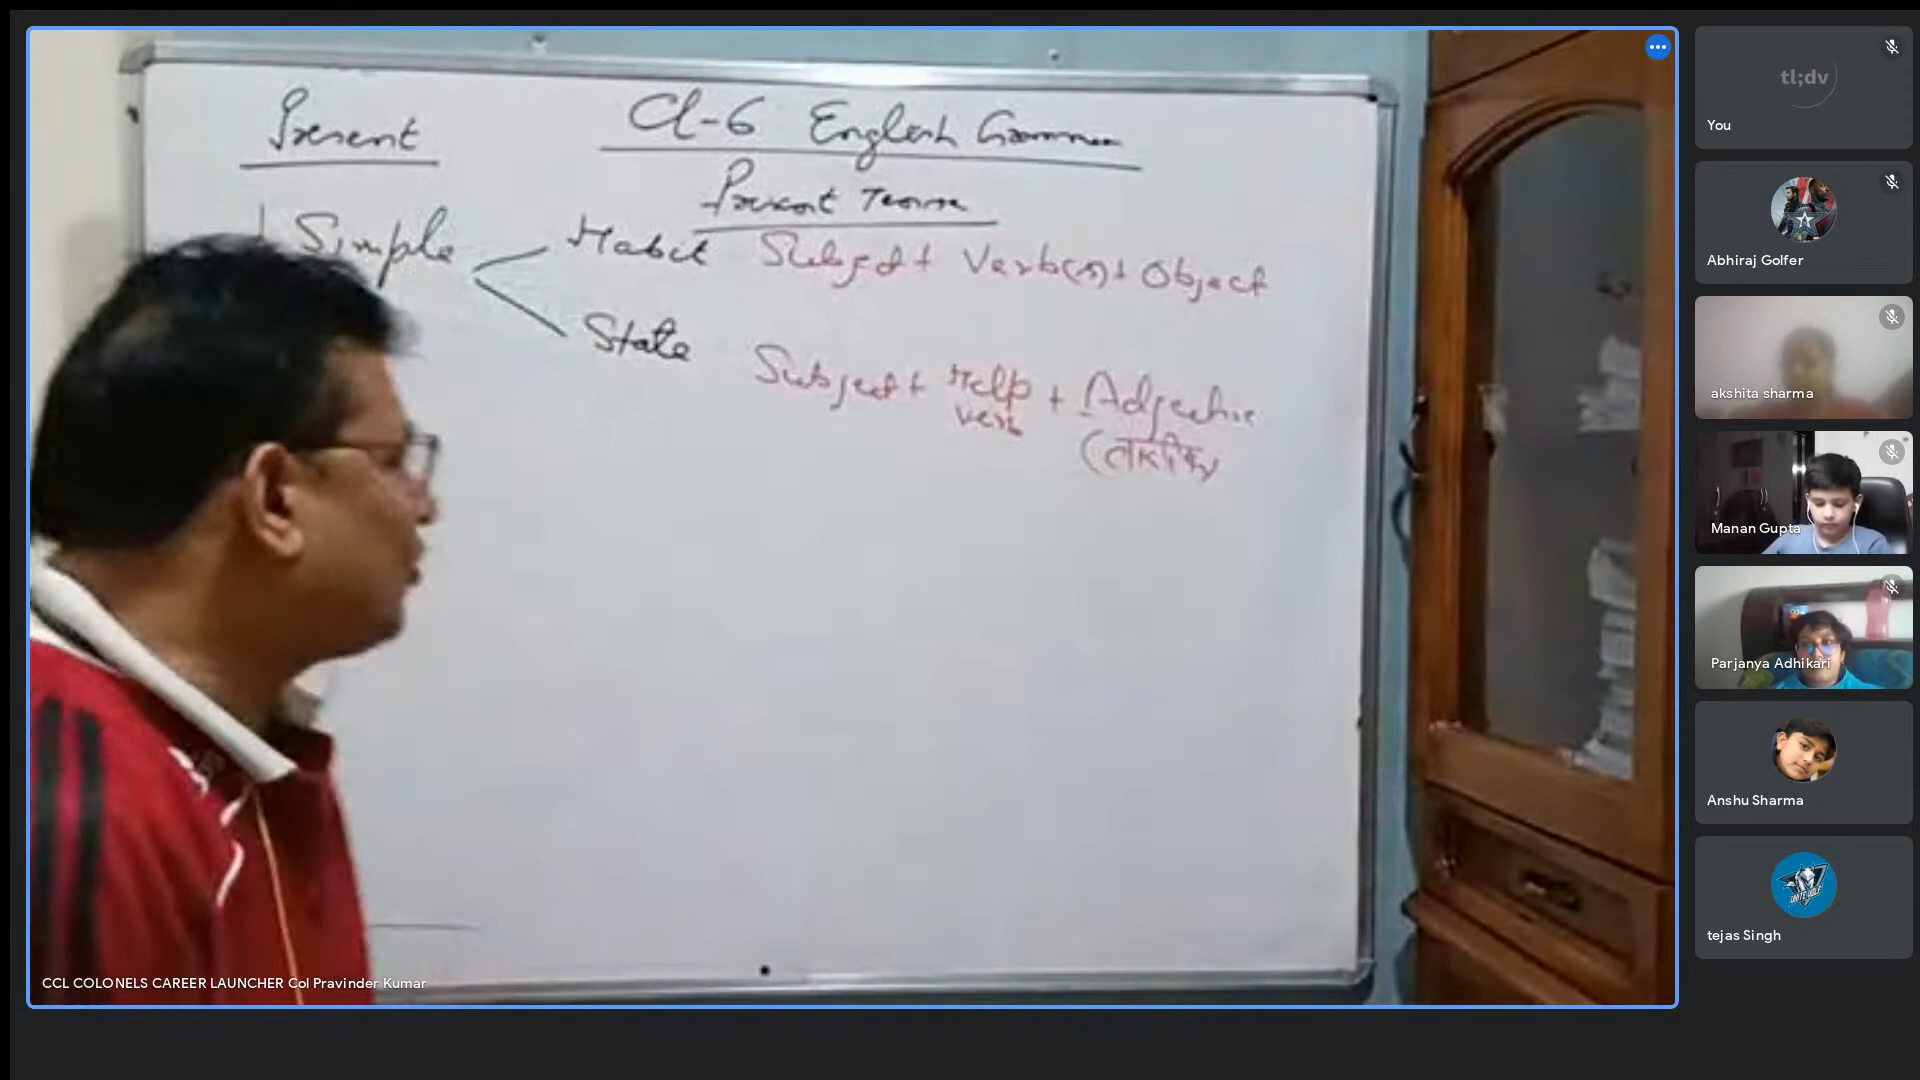 Present
Cl-6 English Grammar
Present Tense
1 Simple
Habit Subject + Verb(s) + Object
State Subject + Help verb + Adjective
CCL COLONELS CAREER LAUNCHER Col Pravinder Kumar
tl;dv
You
Abhiraj Golfer
akshita sharma
Manan Gupta
Parjanya Adhikari
Anshu Sharma
tejas Singh